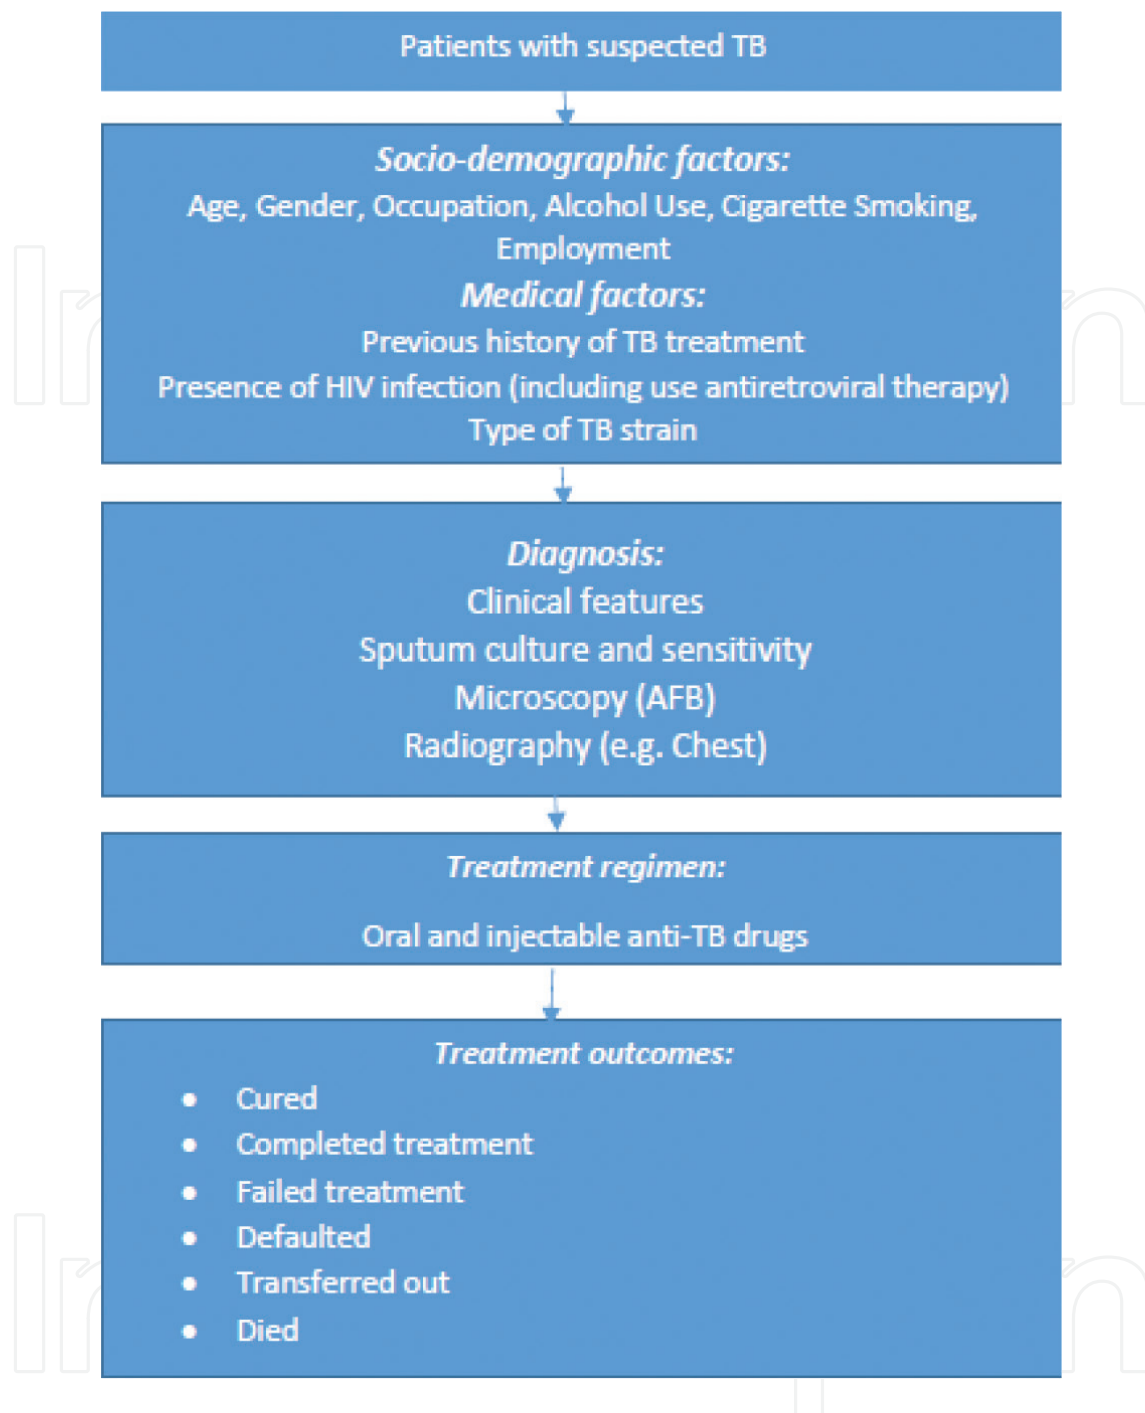 Patients with suspected TB
Socio-demographic factors:
Age, Gender, Occupation, Alcohol Use, Cigarette Smoking,
Employment
Medical factors:
Previous history of TB treatment
Presence of HIV infection (including use antiretroviral therapy)
Type of TB strain
Diagnosis:
Clinical features
Sputum culture and sensitivity
Microscopy (AFB)
Radiography (e.g. Chest)
Treatment regimen:
Oral and injectable anti-TB drugs
Treatment outcomes:
• Cured
• Completed treatment
• Failed treatment
• Defaulted
• Transferred out
• Died